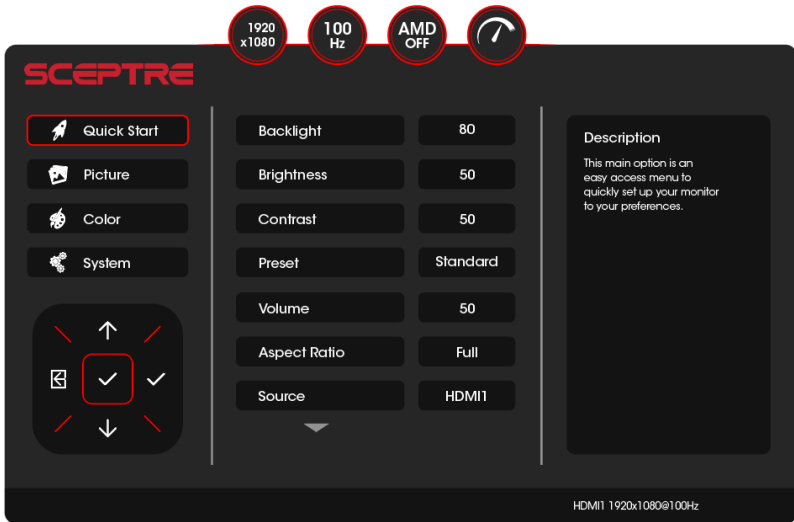 1920
x1080
100
Hz
AMD
OFF
SCEPTRE
Quick Start
Picture
Color
System
Backlight 80
Brightness 50
Contrast 50
Preset Standard
Volume 50
Aspect Ratio Full
Source HDMI1
Description
This main option is an
easy access menu to
quickly set up your monitor
to your preferences.
HDMI1 1920x1080@100Hz